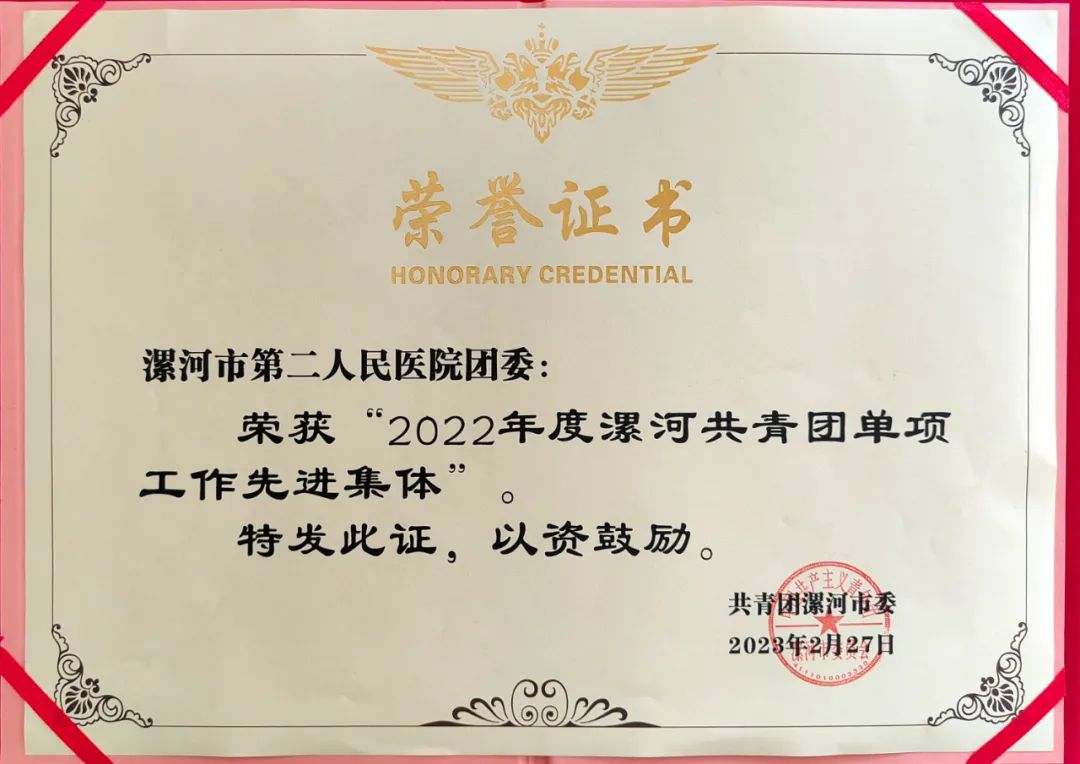 荣誉证书
HONORARY CREDENTIAL
漯河市第二人民医院团委：
荣获“2022年度漯河共青团单项
工作先进集体”。
特发此证，以资鼓励。
共青团漯河市委
2023年2月27日